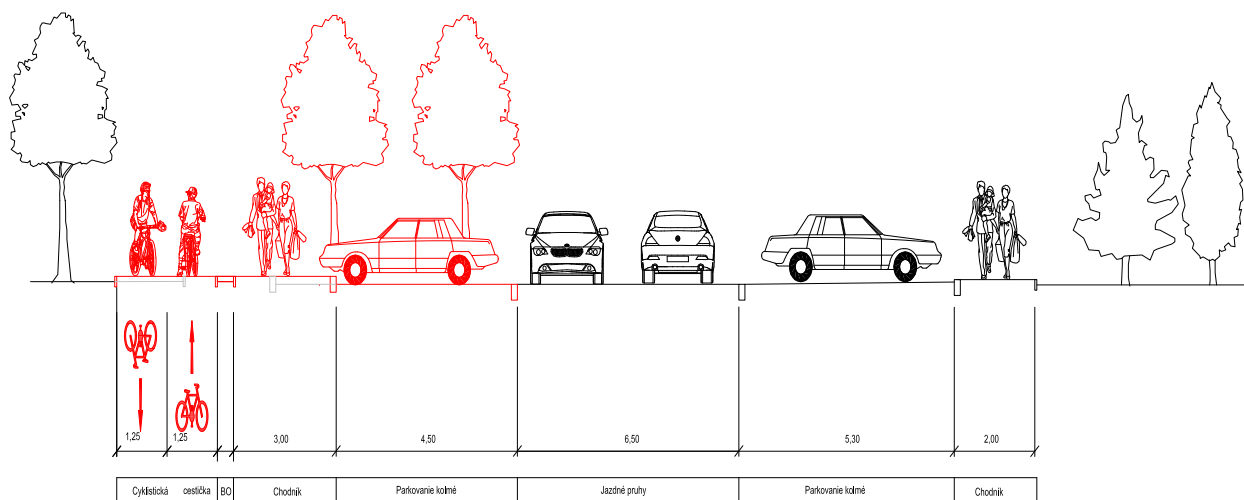 1,25 1,25 3,00 4,50 6,50 5,30 2,00
Cyklistická cestička BO Chodník Parkovanie kolmé Jazdné pruhy Parkovanie kolmé Chodník